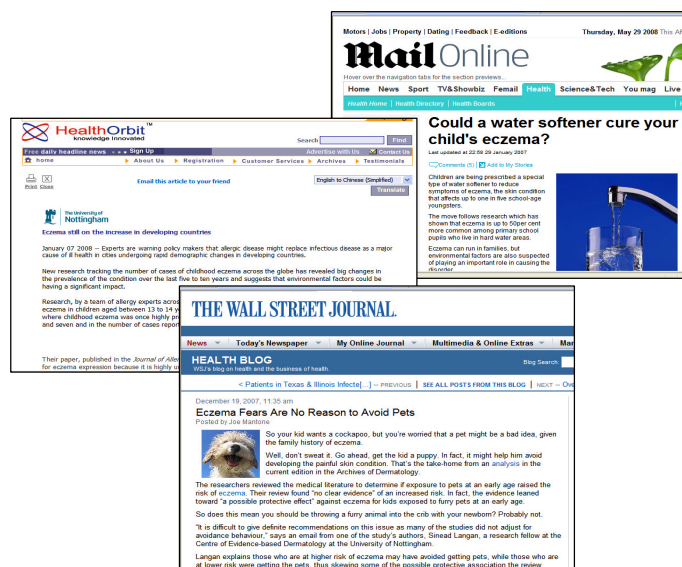 Motors | Jobs | Property | Dating | Feedback | E-editions
Thursday, May 29 2008 This Af
Mail Online
Hover over the navigation tabs for the section previews...
Home News Sport TV&Showbiz Femail Health Science&Tech You mag Live
Health Home | Health Directory | Health Boards
Could a water softener cure your
child's eczema?
Last updated at 22:59 29 January 2007
Comments (5) | Add to My Stories
Children are being prescribed a special
type of water softener to reduce
symptoms of eczema, the skin condition
that affects up to one in five school-age
youngsters.
The move follows research which has
shown that eczema is up to 50per cent
more common among primary school
pupils who live in hard water areas.
Eczema can run in families, but
environmental factors are also suspected
of playing an important role in causing the
disorder
HealthOrbit™
knowledge Innovated
Search Find
Free daily headline news Sign Up Advertise with Us Contact Us
home About Us Registration Customer Services Archives Testimonials
Print Close
Email this article to your friend
English to Chinese (Simplified)
Translate
The University of
Nottingham
Eczema still on the increase in developing countries
January 07 2008 -- Experts are warning policy makers that allergic disease might replace infectious disease as a major
cause of ill health in cities undergoing rapid demographic changes in developing countries.
New research tracking the number of cases of childhood eczema across the globe has revealed big changes in
the prevalence of the condition over the last five to ten years and suggests that environmental factors could be
having a significant impact.
Research, by a team of allergy experts acros
eczema in children aged between 13 to 14 y
where childhood eczema was once highly pr
and seven and in the number of cases report
Their paper, published in the Journal of Aller
for eczema expression because it is highly u
THE WALL STREET JOURNAL.
News Today's Newspaper My Online Journal Multimedia & Online Extras Mar
HEALTH BLOG
WSJ's blog on health and the business of health.
Blog Search:
< Patients in Texas & Illinois Infecte[...] -- PREVIOUS | SEE ALL POSTS FROM THIS BLOG | NEXT -- Ove
December 19, 2007, 11:35 am
Eczema Fears Are No Reason to Avoid Pets
Posted by Joe Mantone
So your kid wants a cockapoo, but you're worried that a pet might be a bad idea, given
the family history of eczema.
Well, don't sweat it. Go ahead, get the kid a puppy. In fact, it might help him avoid
developing the painful skin condition. That's the take-home from an analysis in the
current edition in the Archives of Dermatology.
The researchers reviewed the medical literature to determine if exposure to pets at an early age raised the
risk of eczema. Their review found "no clear evidence" of an increased risk. In fact, the evidence leaned
toward "a possible protective effect" against eczema for kids exposed to furry pets at an early age.
So does this mean you should be throwing a furry animal into the crib with your newborn? Probably not.
"It is difficult to give definite recommendations on this issue as many of the studies did not adjust for
avoidance behaviour," says an email from one of the study's authors, Sinead Langan, a research fellow at the
Centre of Evidence-based Dermatology at the University of Nottingham.
Langan explains those who are at higher risk of eczema may have avoided getting pets, while those who are
at lower risk were getting the pets, thus skewing some of the possible protective association the review